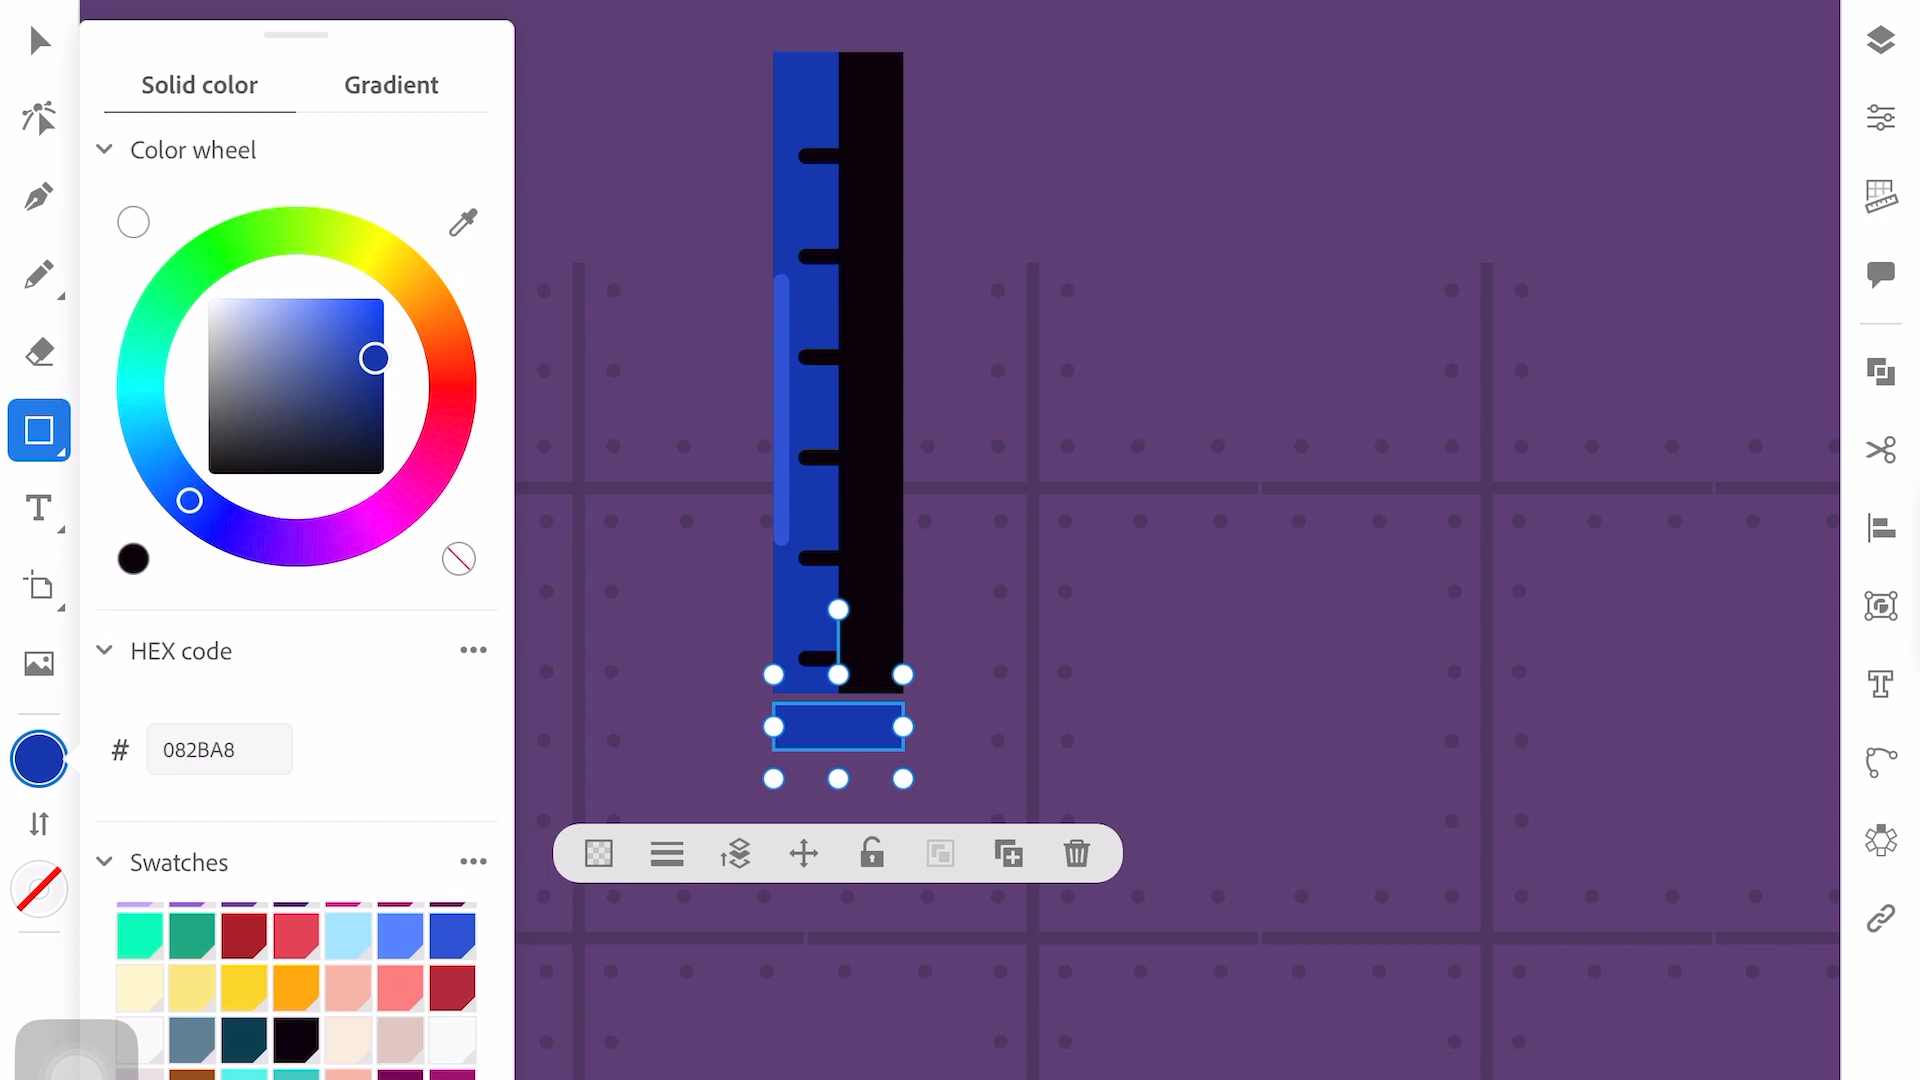 Solid color
Gradient
Color wheel
HEX code
# 082BA8
Swatches